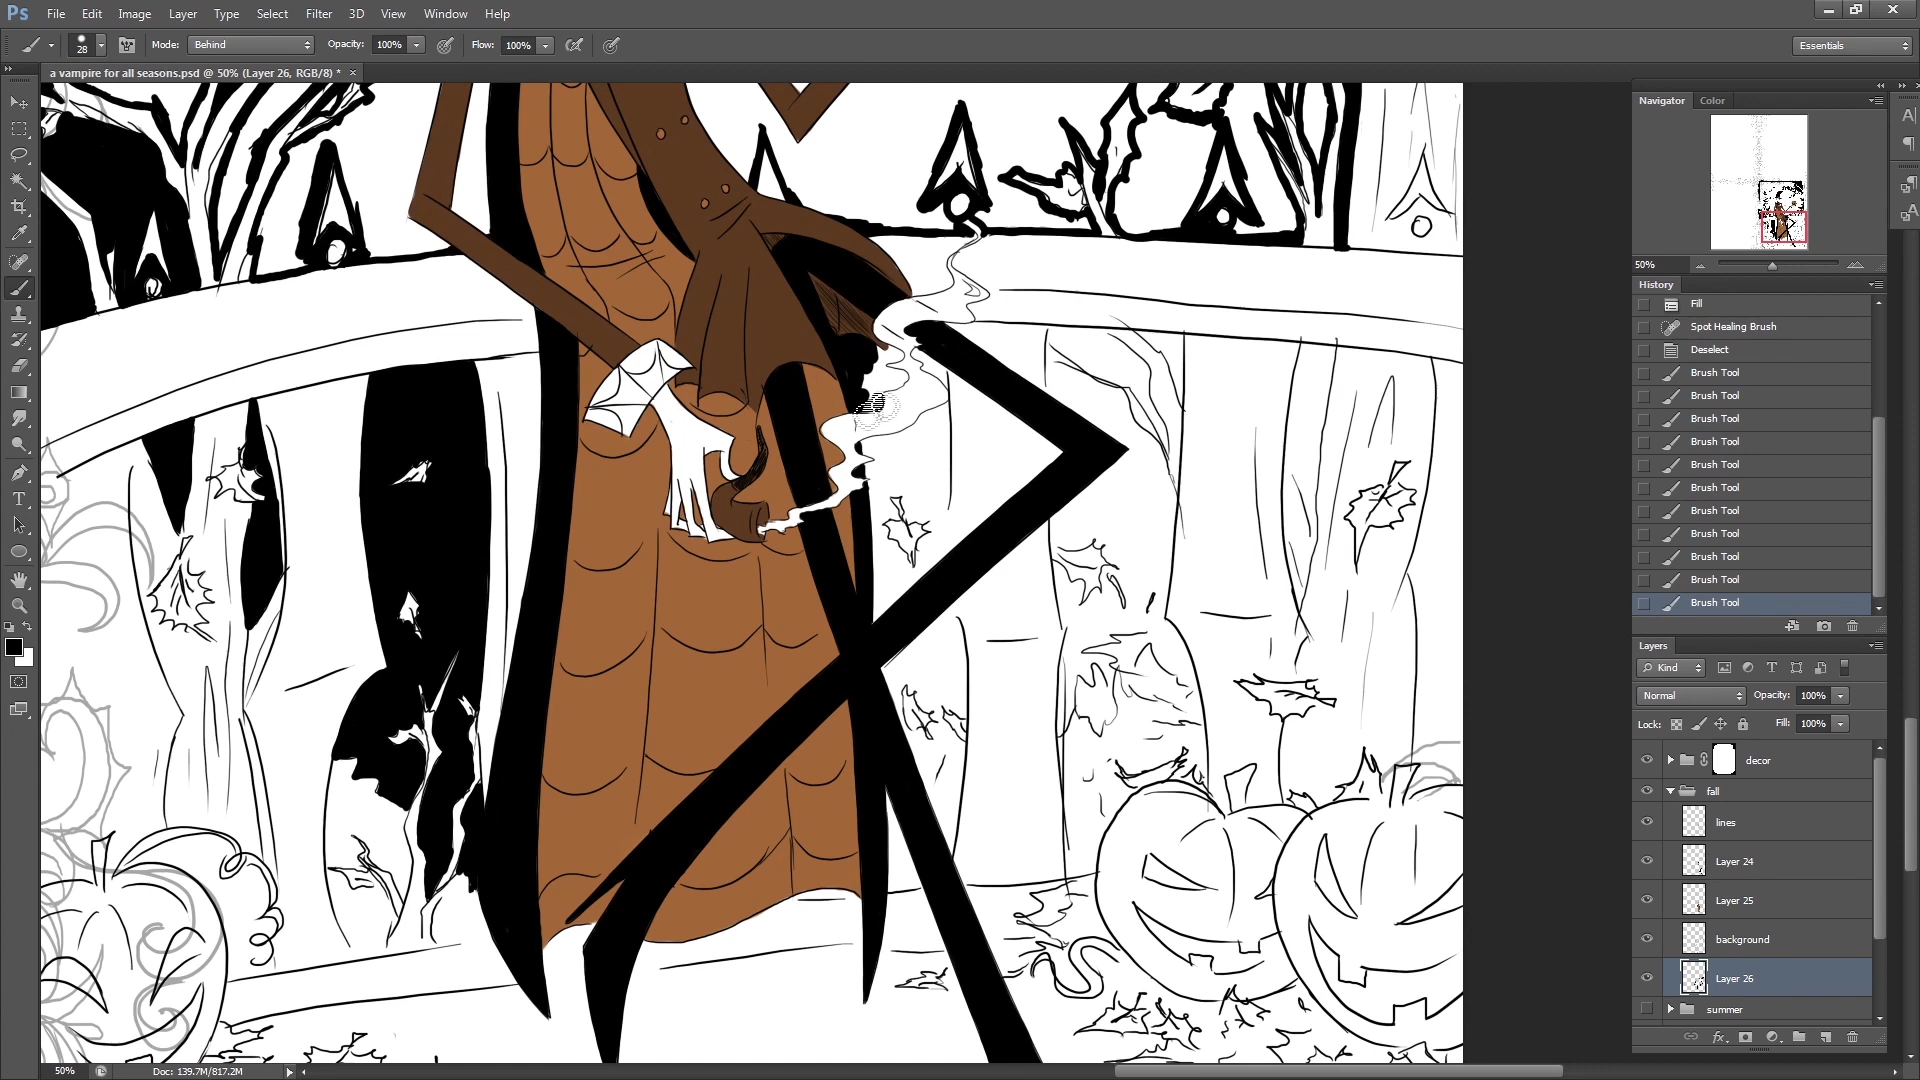 Ps File Edit Image Layer Type Select Filter 3D View Window Help
28 Mode: Behind Opacity: 100% Flow: 100% Essentials
a vampire for all seasons.psd @ 50% (Layer 26, RGB/8) *
Navigator Color
50%
History
Fill
Spot Healing Brush
Deselect
Brush Tool
Brush Tool
Brush Tool
Brush Tool
Brush Tool
Brush Tool
Brush Tool
Brush Tool
Brush Tool
Brush Tool
Brush Tool
Layers
Kind
Normal Opacity: 100%
Lock: Fill: 100%
decor
fall
lines
Layer 24
Layer 25
background
Layer 26
summer
fx
50% Doc: 139.7M/817.2M